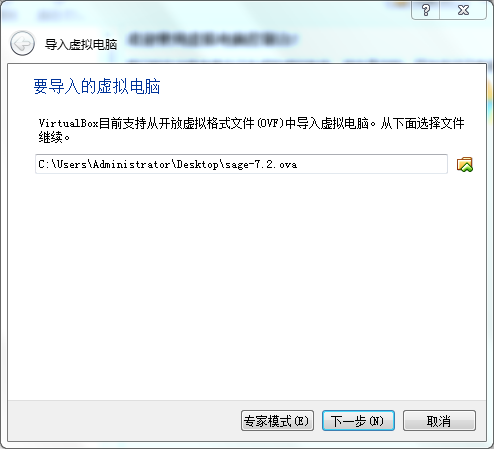 ?
导入虚拟电脑
要导入的虚拟电脑
VirtualBox目前支持从开放虚拟格式文件(OVF)中导入虚拟电脑。从下面选择文件
继续。
C:\Users\Administrator\Desktop\sage-7.2.ova
专家模式(E) 下一步(N) 取消